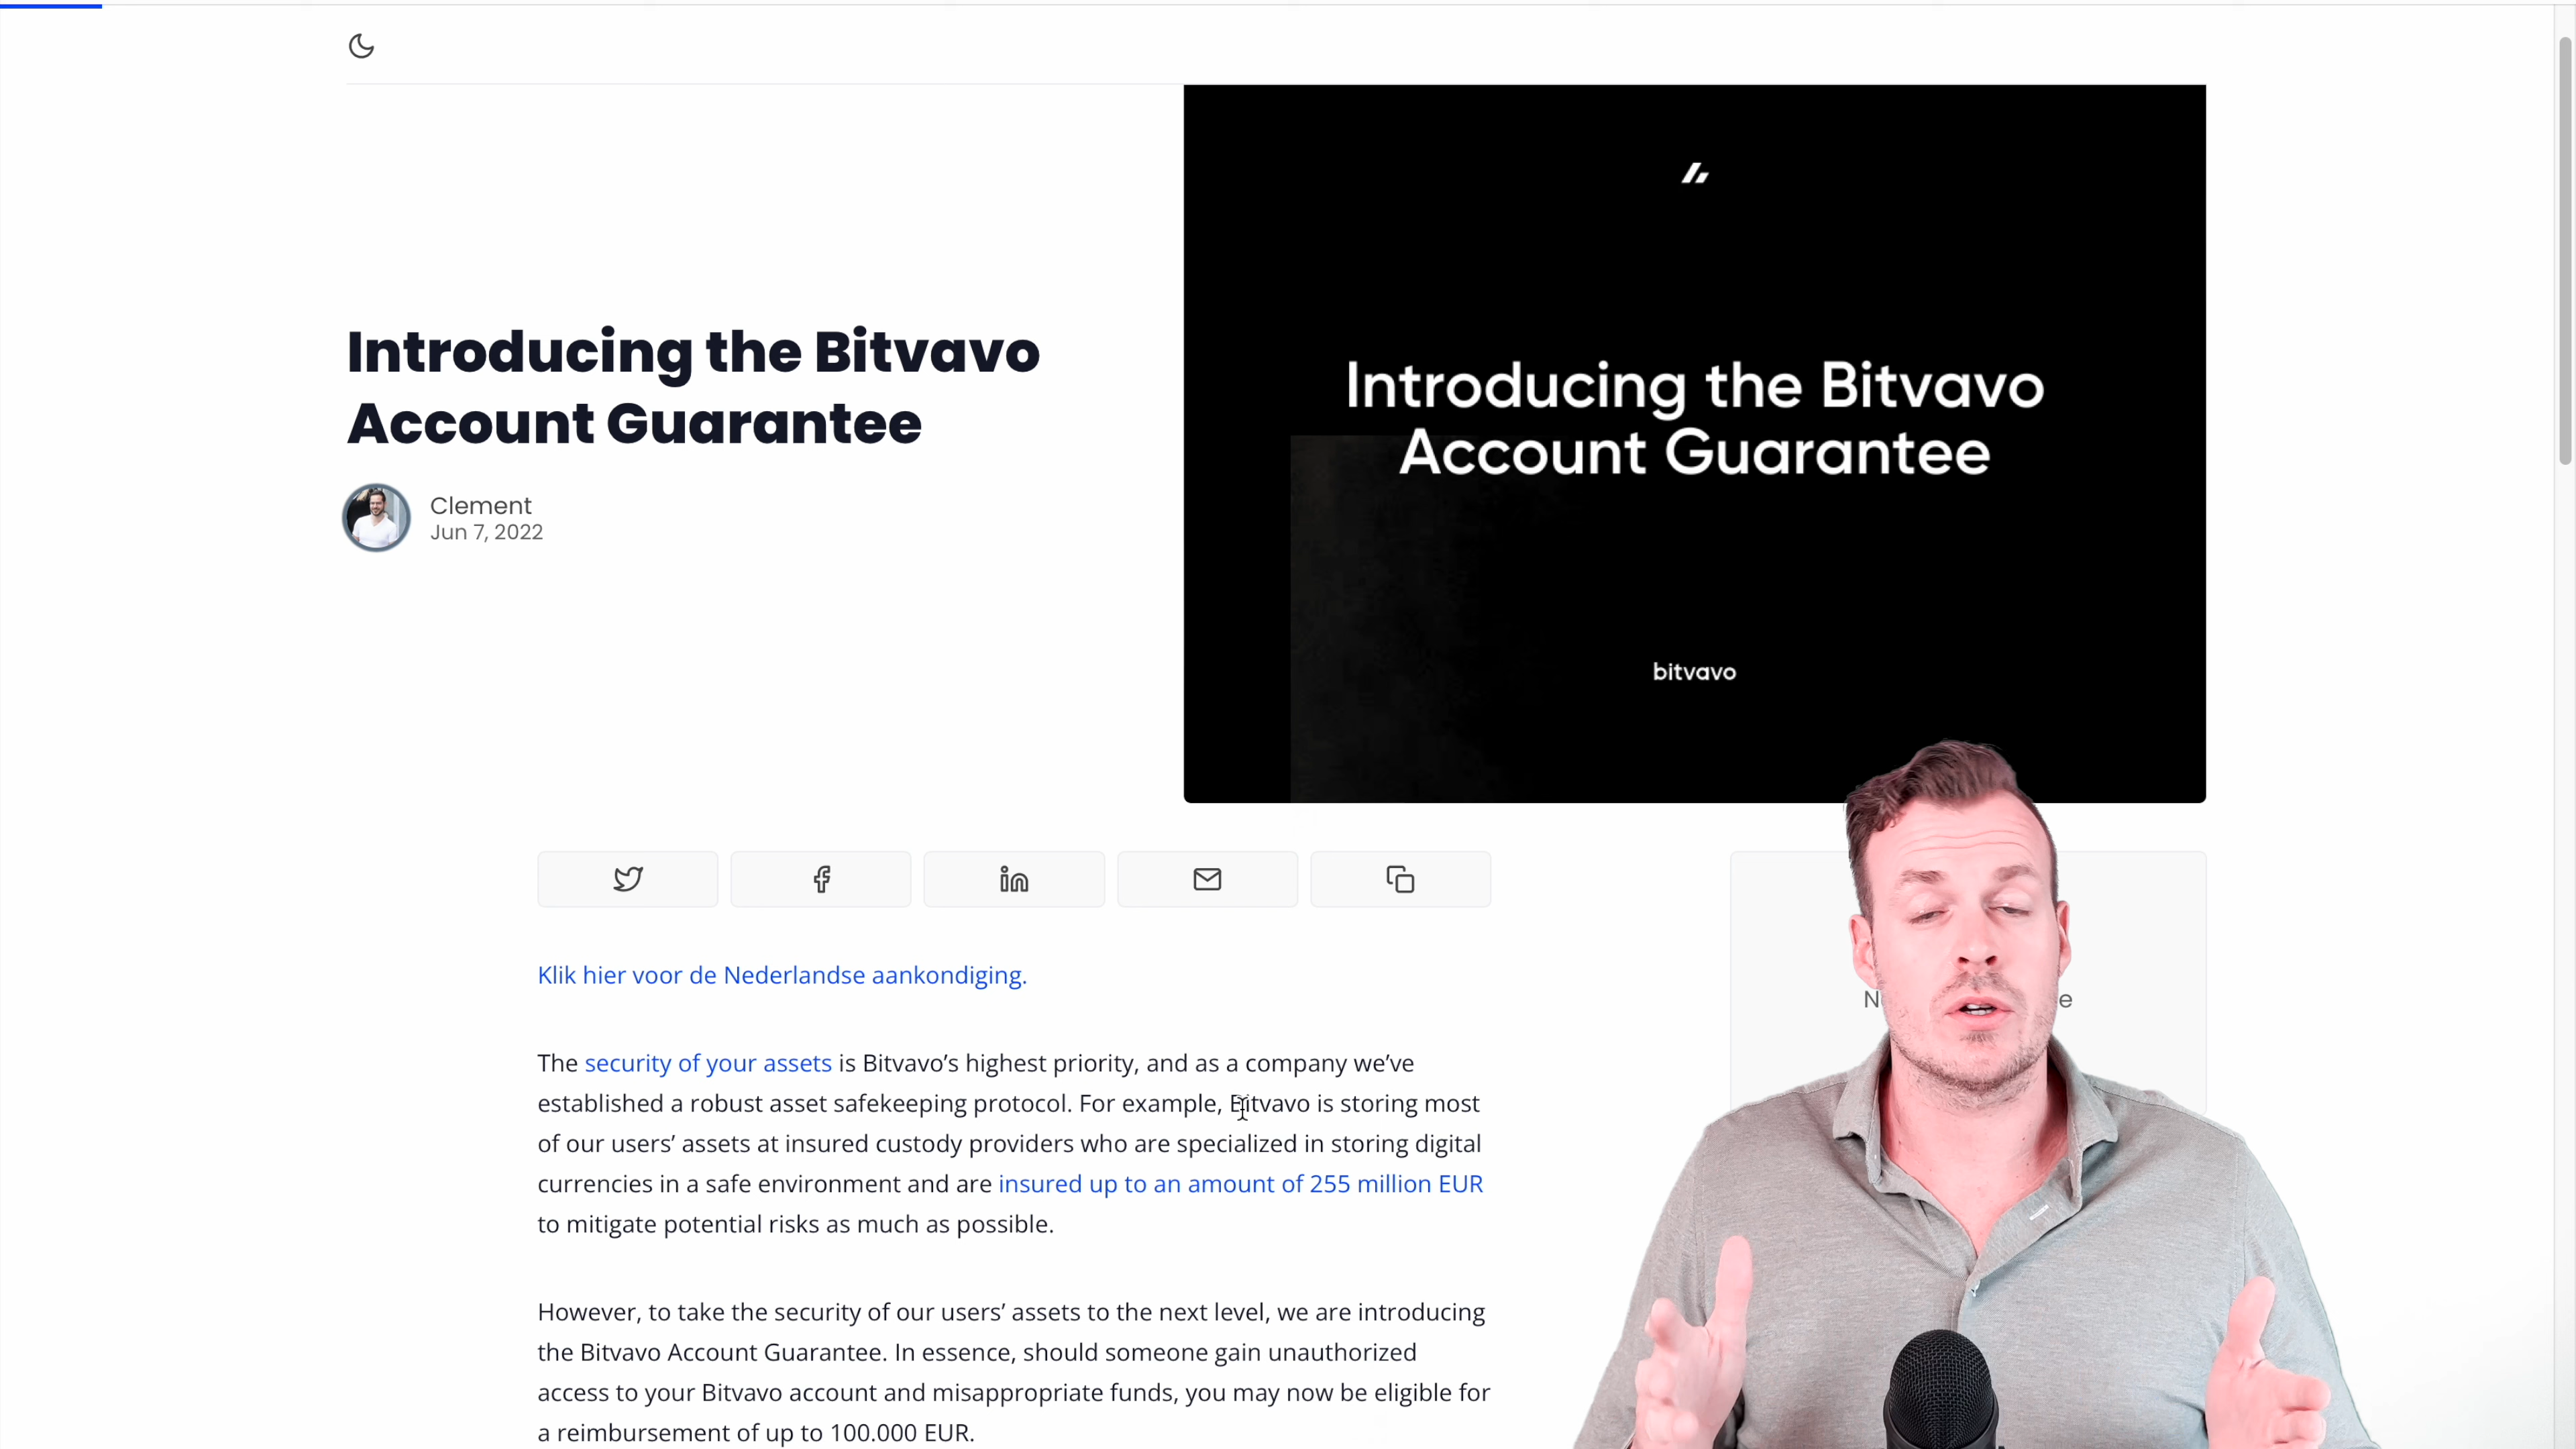 Introducing the Bitvavo
Account Guarantee
Clement
Jun 7, 2022
Introducing the Bitvavo
Account Guarantee
bitvavo
Klik hier voor de Nederlandse aankondiging.
The security of your assets is Bitvavo’s highest priority, and as a company we’ve
established a robust asset safekeeping protocol. For example, Bitvavo is storing most
of our users’ assets at insured custody providers who are specialized in storing digital
currencies in a safe environment and are insured up to an amount of 255 million EUR
to mitigate potential risks as much as possible.
However, to take the security of our users’ assets to the next level, we are introducing
the Bitvavo Account Guarantee. In essence, should someone gain unauthorized
access to your Bitvavo account and misappropriate funds, you may now be eligible for
a reimbursement of up to 100.000 EUR.